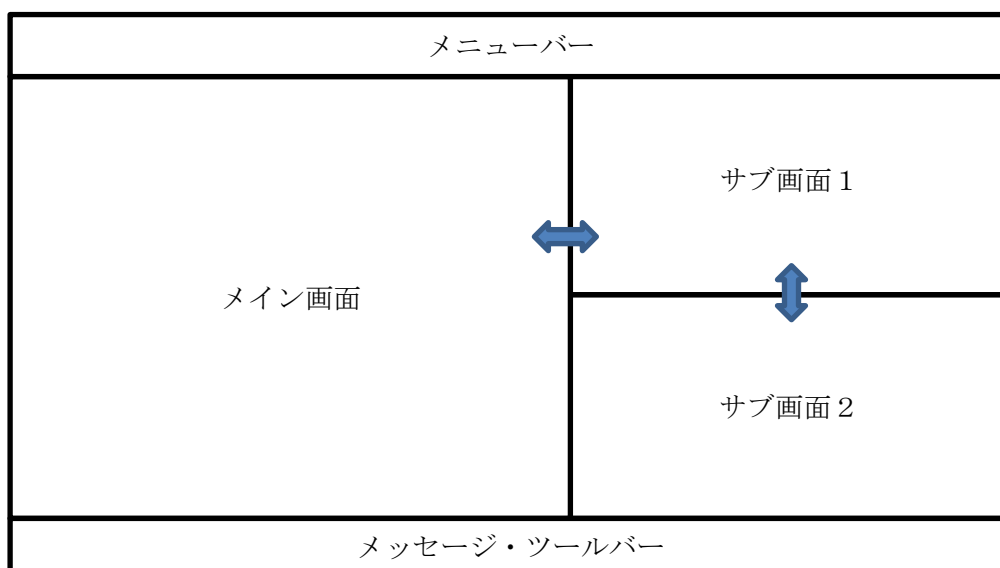 メニューバー
サブ画面１
メイン画面
サブ画面２
メッセージ・ツールバー